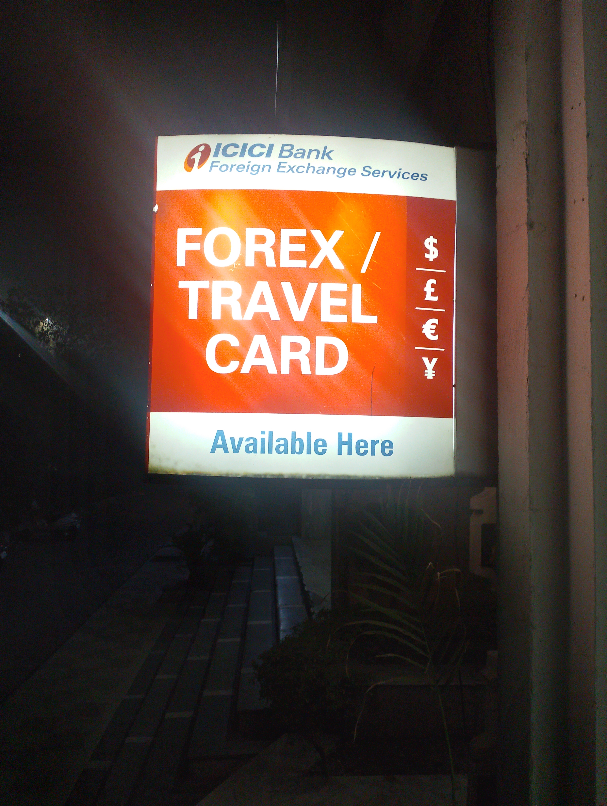 ICICI Bank
Foreign Exchange Services
FOREX /
TRAVEL
CARD
$
£
€
¥
Available Here